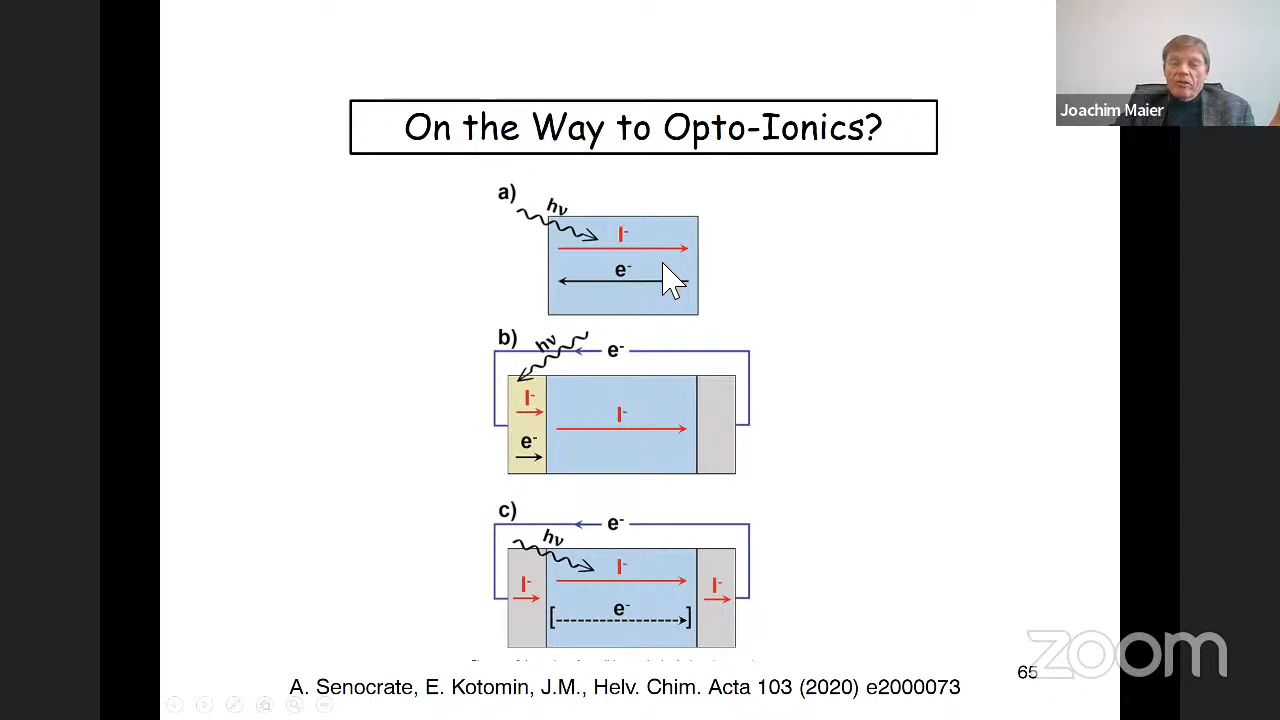 Joachim Maier
On the Way to Opto-Ionics?
a)
hν
I-
e-
b)
hν
e-
I-
I-
e-
c)
e-
hν
I-
I-
I-
[ e- ]
A. Senocrate, E. Kotomin, J.M., Helv. Chim. Acta 103 (2020) e2000073
65
zoom